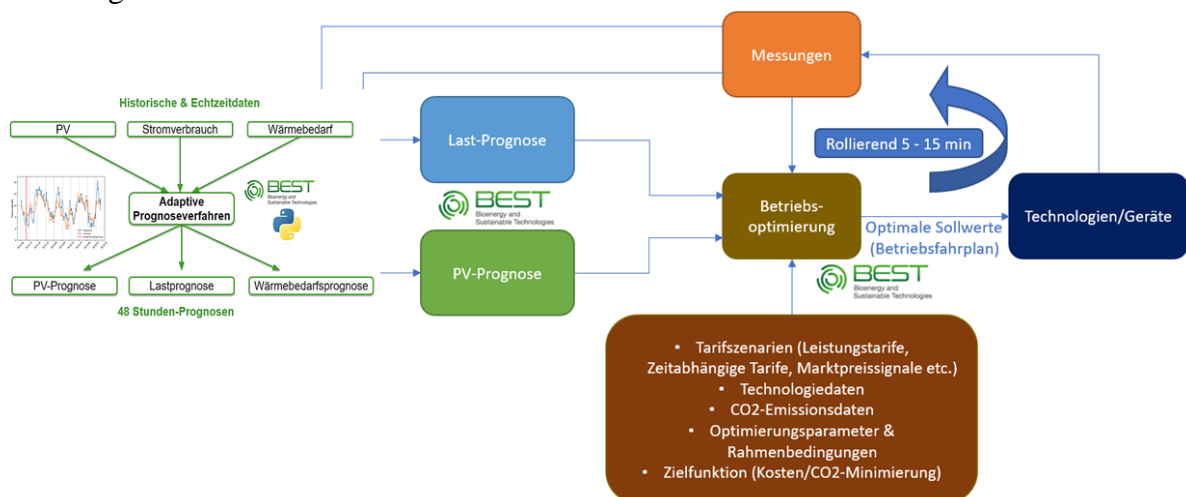 Messungen
Historische & Echtzeitdaten
PV
Stromverbrauch
Wärmebedarf
Adaptive
Prognoseverfahren
BEST
Bioenergy and
Sustainable Technologies
PV-Prognose
Lastprognose
Wärmebedarfsprognose
48 Stunden-Prognosen
Last-Prognose
BEST
Bioenergy and
Sustainable Technologies
PV-Prognose
Rollierend 5 - 15 min
Betriebs-
optimierung
Optimale Sollwerte
(Betriebsfahrplan)
BEST
Bioenergy and
Sustainable Technologies
Technologien/Geräte
• Tarifszenarien (Leistungstarife,
Zeitabhängige Tarife, Marktpreissignale etc.)
• Technologiedaten
• CO2-Emissionsdaten
• Optimierungsparameter &
Rahmenbedingungen
• Zielfunktion (Kosten/CO2-Minimierung)